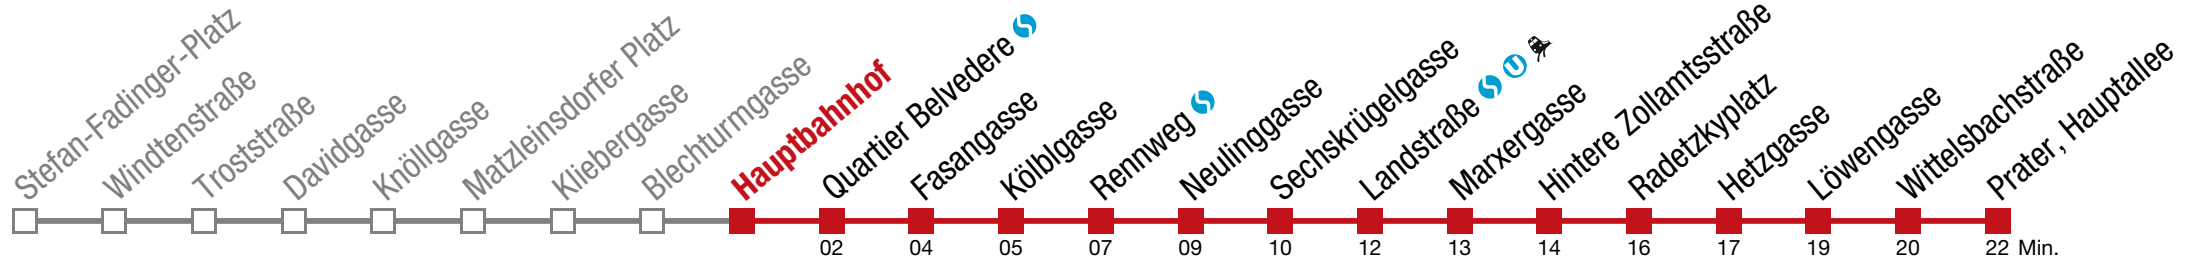 Stefan-Fadinger-Platz
Windtenstraße
Troststraße
Davidgasse
Knöllgasse
Matzleinsdorfer Platz
Kliebergasse
Blechturmgasse
Hauptbahnhof
Quartier Belvedere
Fasangasse
Kölblgasse
Rennweg
Neulinggasse
Sechskrügelgasse
Landstraße
Marxergasse
Hintere Zollamtsstraße
Radetzkyplatz
Hetzgasse
Löwengasse
Wittelsbachstraße
Prater, Hauptallee
02 04 05 07 09 10 12 13 14 16 17 19 20 22 Min.